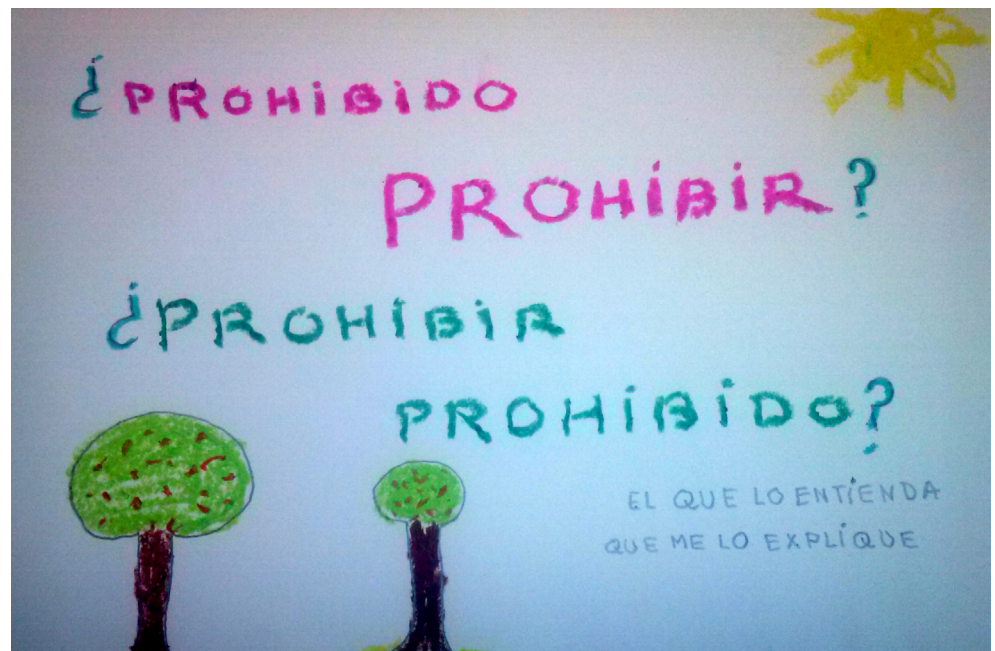 ¿PROHIBIDO
PROHIBIR?
¿PROHIBIR
PROHIBIDO?
EL QUE LO ENTIENDA
QUE ME LO EXPLIQUE